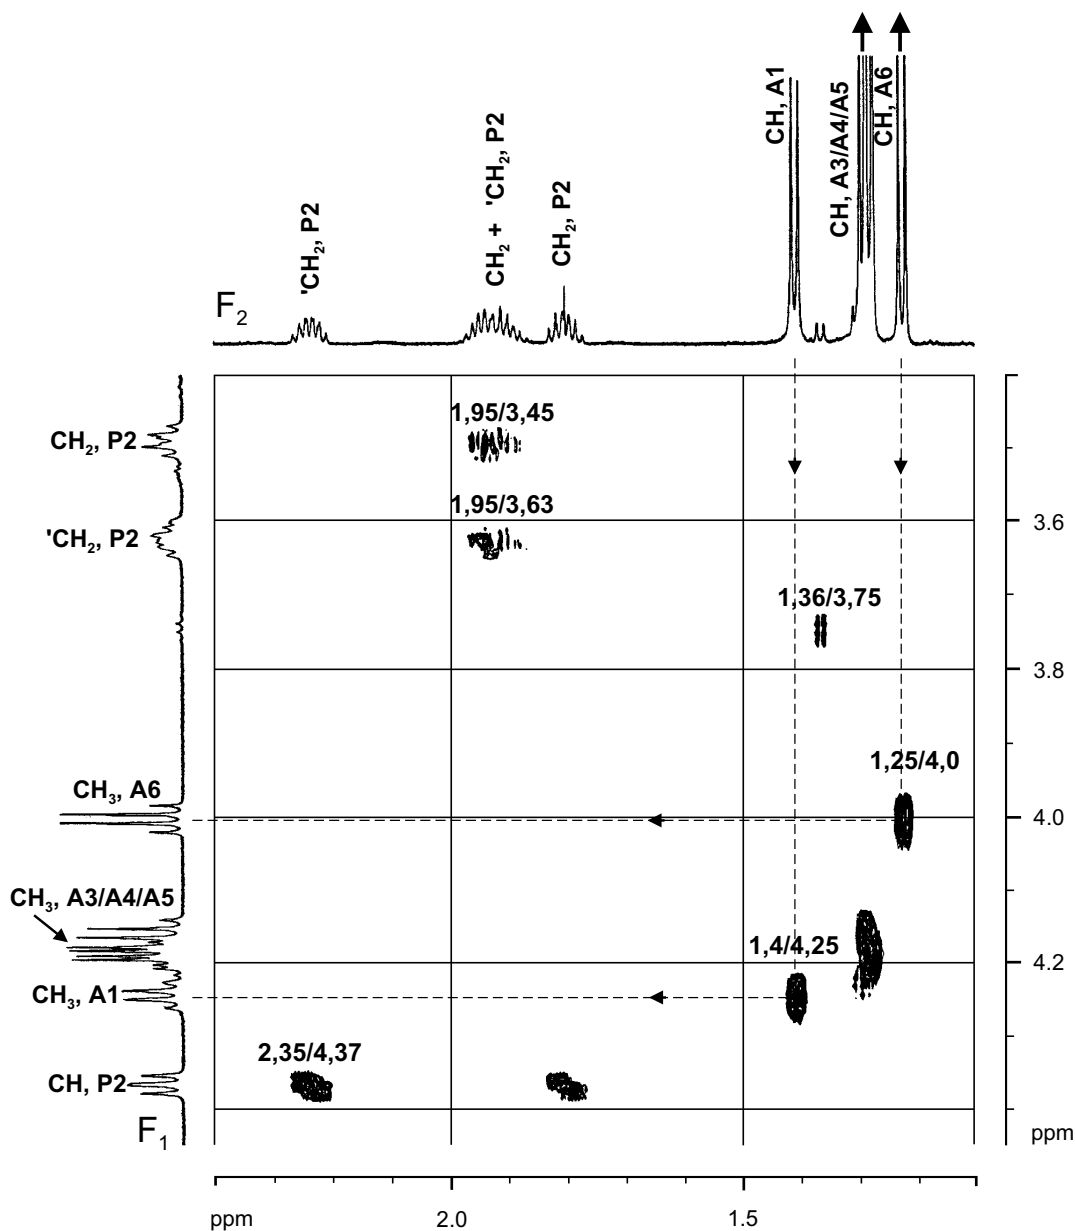 F₂
'CH₂, P2
CH₂ + 'CH₂, P2
CH₂, P2
CH, A1
CH, A3/A4/A5
CH, A6
CH₂, P2
'CH₂, P2
CH₃, A6
CH₃, A3/A4/A5
CH₃, A1
CH, P2
F₁
1,95/3,45
1,95/3,63
1,36/3,75
1,25/4,0
1,4/4,25
2,35/4,37
3.6
3.8
4.0
4.2
ppm
ppm
2.0
1.5